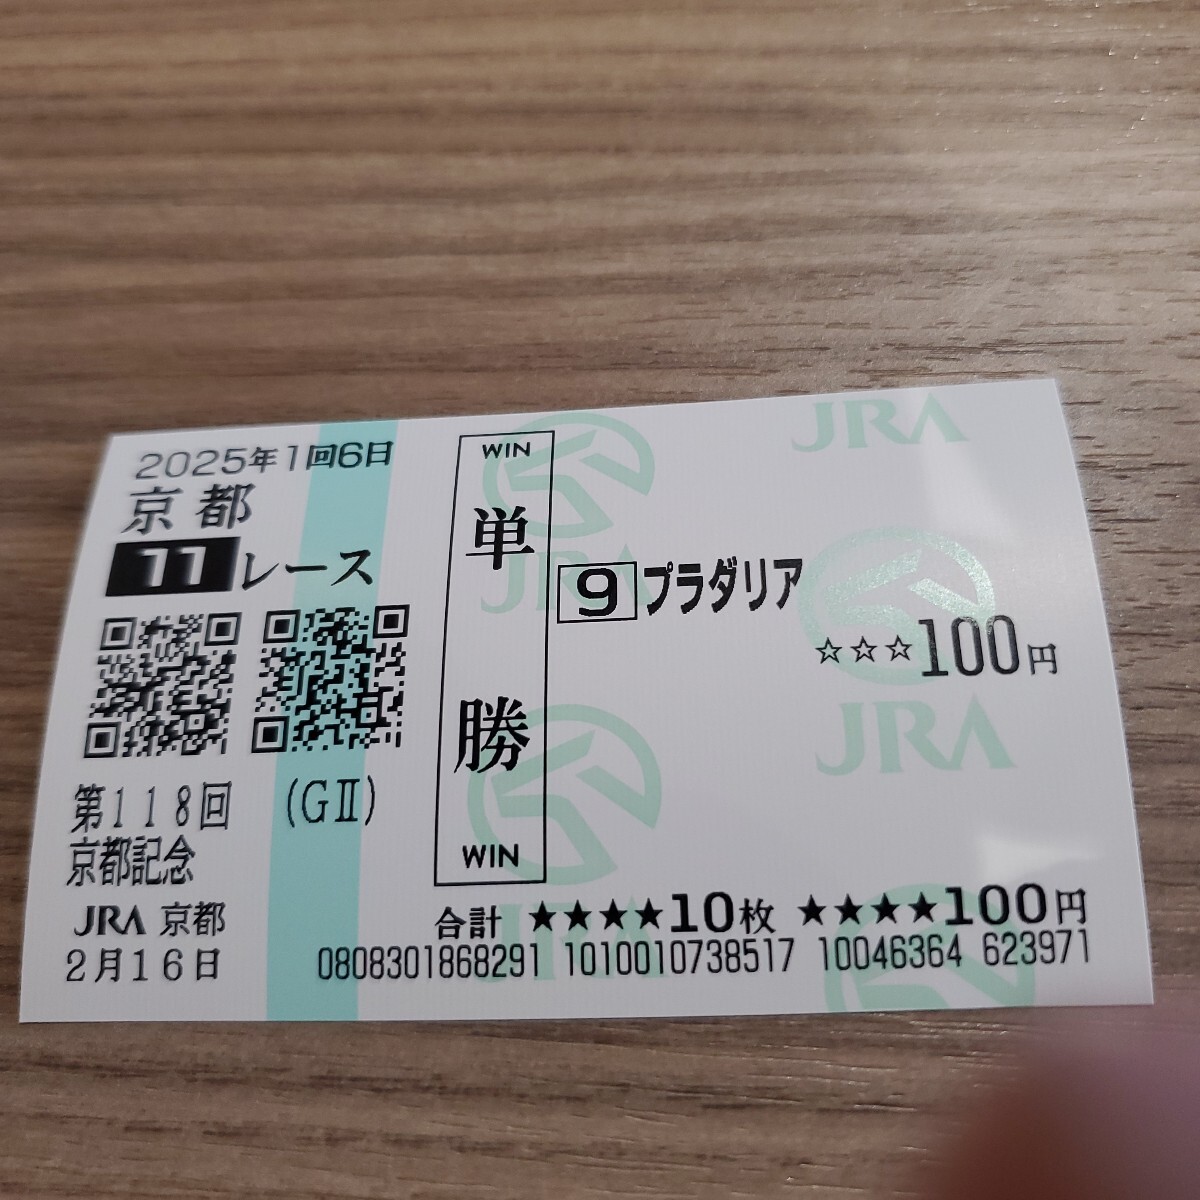 2025年1回6日
京都
11レース
第118回 (GⅡ)
京都記念
JRA 京都
2月16日
WIN
単勝
WIN
9 プラダリア
☆☆☆100円
合計 ★★★★10枚 ★★★★100円
0808301868291 1010010738517 10046364 623971
JRA
JRA
JRA
JRA